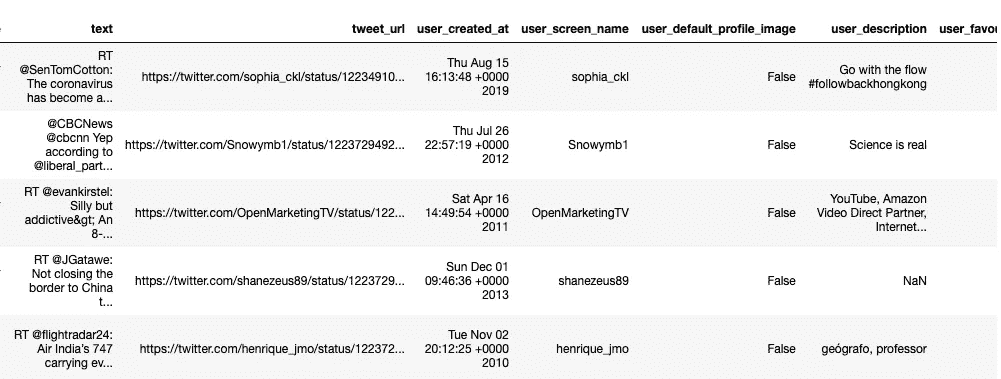 text
tweet_url
user_created_at
user_screen_name
user_default_profile_image
user_description
user_favou
RT
@SenTomCotton:
The coronavirus
has become a...
https://twitter.com/sophia_ckl/status/12234910...
Thu Aug 15
16:13:48 +0000
2019
sophia_ckl
False
Go with the flow
#followbackhongkong
@CBCNews
@cbcnn Yep
according to
@liberal_part...
https://twitter.com/Snowymb1/status/1223729492...
Thu Jul 26
22:57:19 +0000
2012
Snowymb1
False
Science is real
RT @evankirstel:
Silly but
addictive&gt; An
8-...
https://twitter.com/OpenMarketingTV/status/122...
Sat Apr 16
14:49:54 +0000
2011
OpenMarketingTV
False
YouTube, Amazon
Video Direct Partner,
Internet...
RT @JGatawe:
Not closing the
border to China
t...
https://twitter.com/shanezeus89/status/1223729...
Sun Dec 01
09:46:36 +0000
2013
shanezeus89
False
NaN
RT @flightradar24:
Air India’s 747
carrying ev...
https://twitter.com/henrique_jmo/status/122372...
Tue Nov 02
20:12:25 +0000
2010
henrique_jmo
False
geógrafo, professor